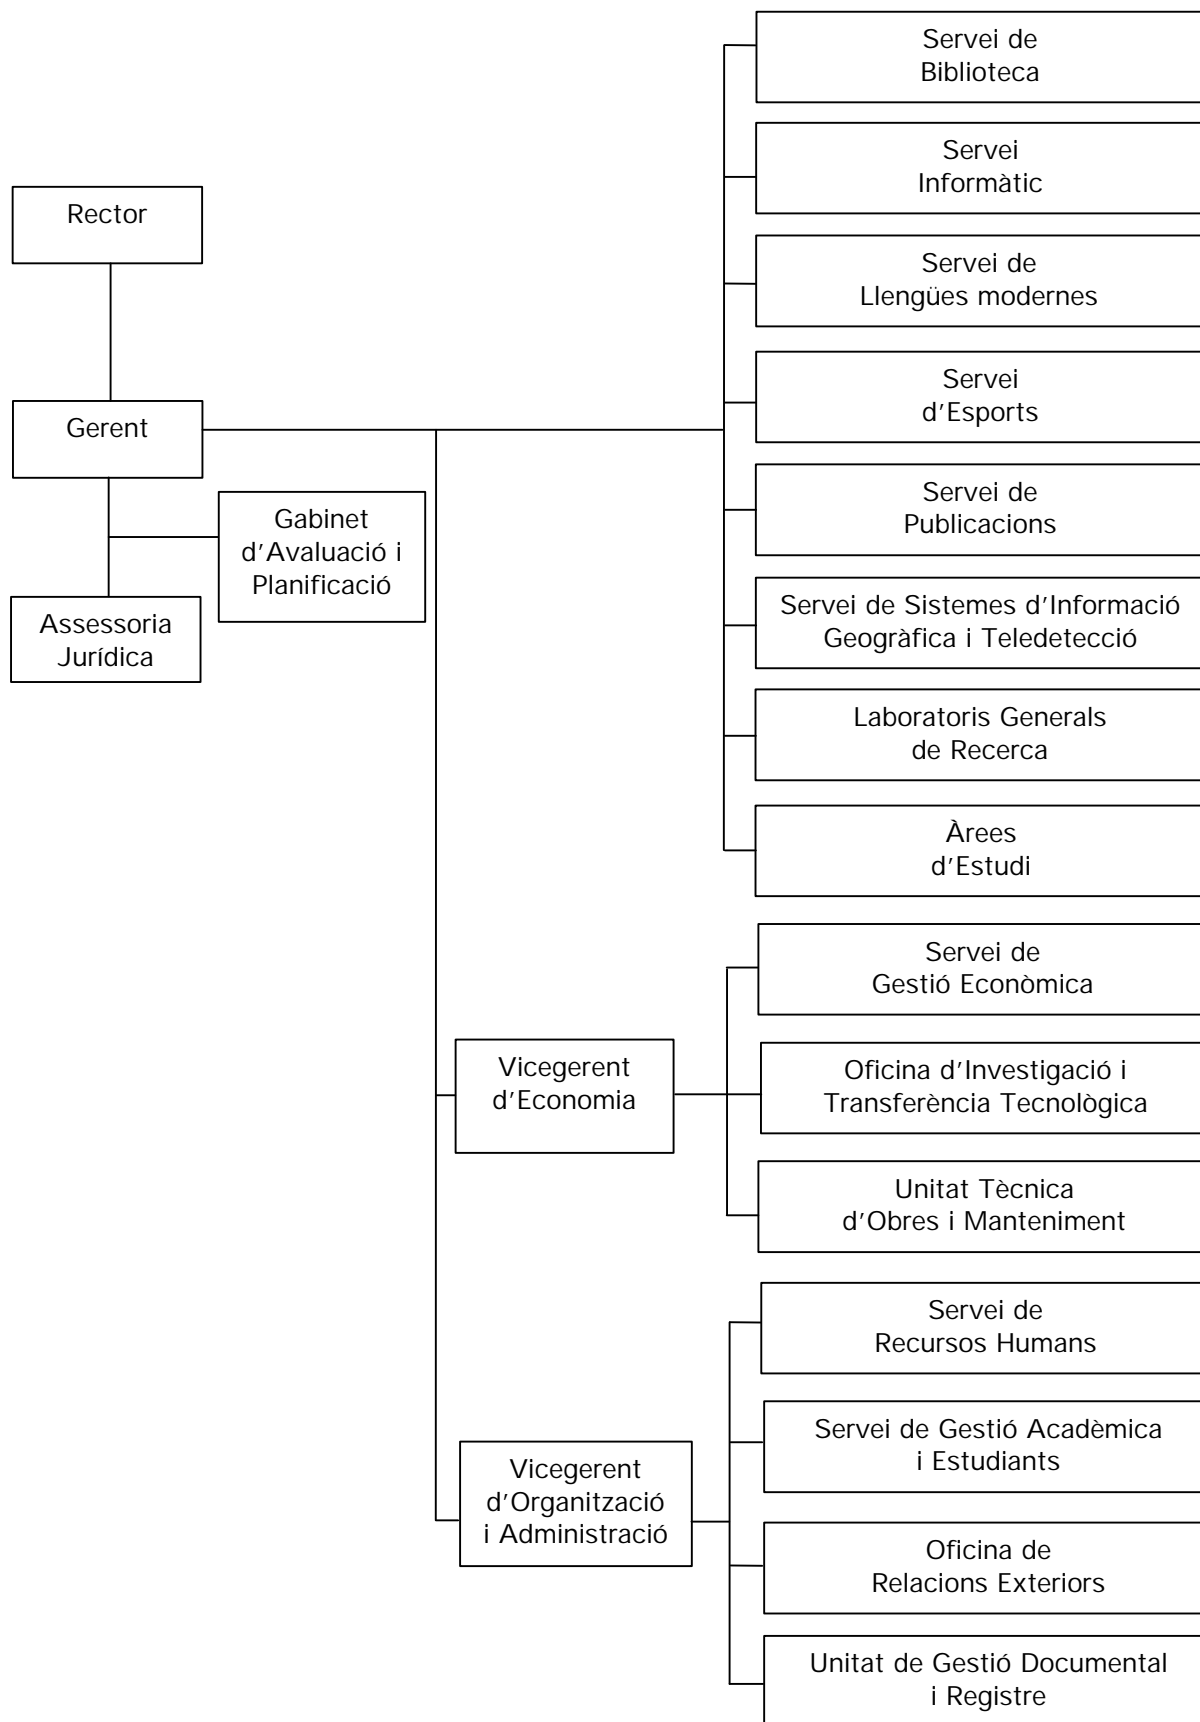 Rector
Gerent
Gabinet
d'Avaluació i
Planificació
Assessoria
Jurídica
Servei de
Biblioteca
Servei
Informàtic
Servei de
Llengües modernes
Servei
d'Esports
Servei de
Publicacions
Servei de Sistemes d'Informació
Geogràfica i Teledetecció
Laboratoris Generals
de Recerca
Àrees
d'Estudi
Vicegerent
d'Economia
Servei de
Gestió Econòmica
Oficina d'Investigació i
Transferència Tecnològica
Unitat Tècnica
d'Obres i Manteniment
Vicegerent
d'Organització
i Administració
Servei de
Recursos Humans
Servei de Gestió Acadèmica
i Estudiants
Oficina de
Relacions Exteriors
Unitat de Gestió Documental
i Registre